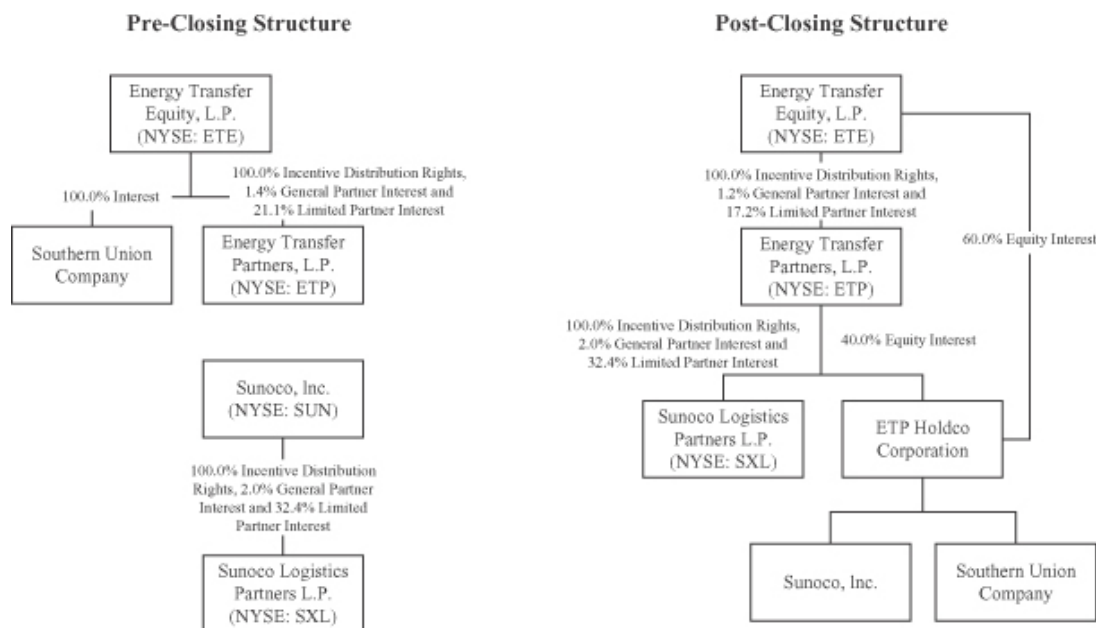 Pre-Closing Structure
Energy Transfer
Equity, L.P.
(NYSE: ETE)
100.0% Interest
100.0% Incentive Distribution Rights,
1.4% General Partner Interest and
21.1% Limited Partner Interest
Southern Union
Company
Energy Transfer
Partners, L.P.
(NYSE: ETP)
Sunoco, Inc.
(NYSE: SUN)
100.0% Incentive Distribution
Rights, 2.0% General Partner
Interest and 32.4% Limited
Partner Interest
Sunoco Logistics
Partners L.P.
(NYSE: SXL)
Post-Closing Structure
Energy Transfer
Equity, L.P.
(NYSE: ETE)
100.0% Incentive Distribution Rights,
1.2% General Partner Interest and
17.2% Limited Partner Interest
60.0% Equity Interest
Energy Transfer
Partners, L.P.
(NYSE: ETP)
100.0% Incentive Distribution Rights,
2.0% General Partner Interest and
32.4% Limited Partner Interest
40.0% Equity Interest
Sunoco Logistics
Partners L.P.
(NYSE: SXL)
ETP Holdco
Corporation
Sunoco, Inc.
Southern Union
Company